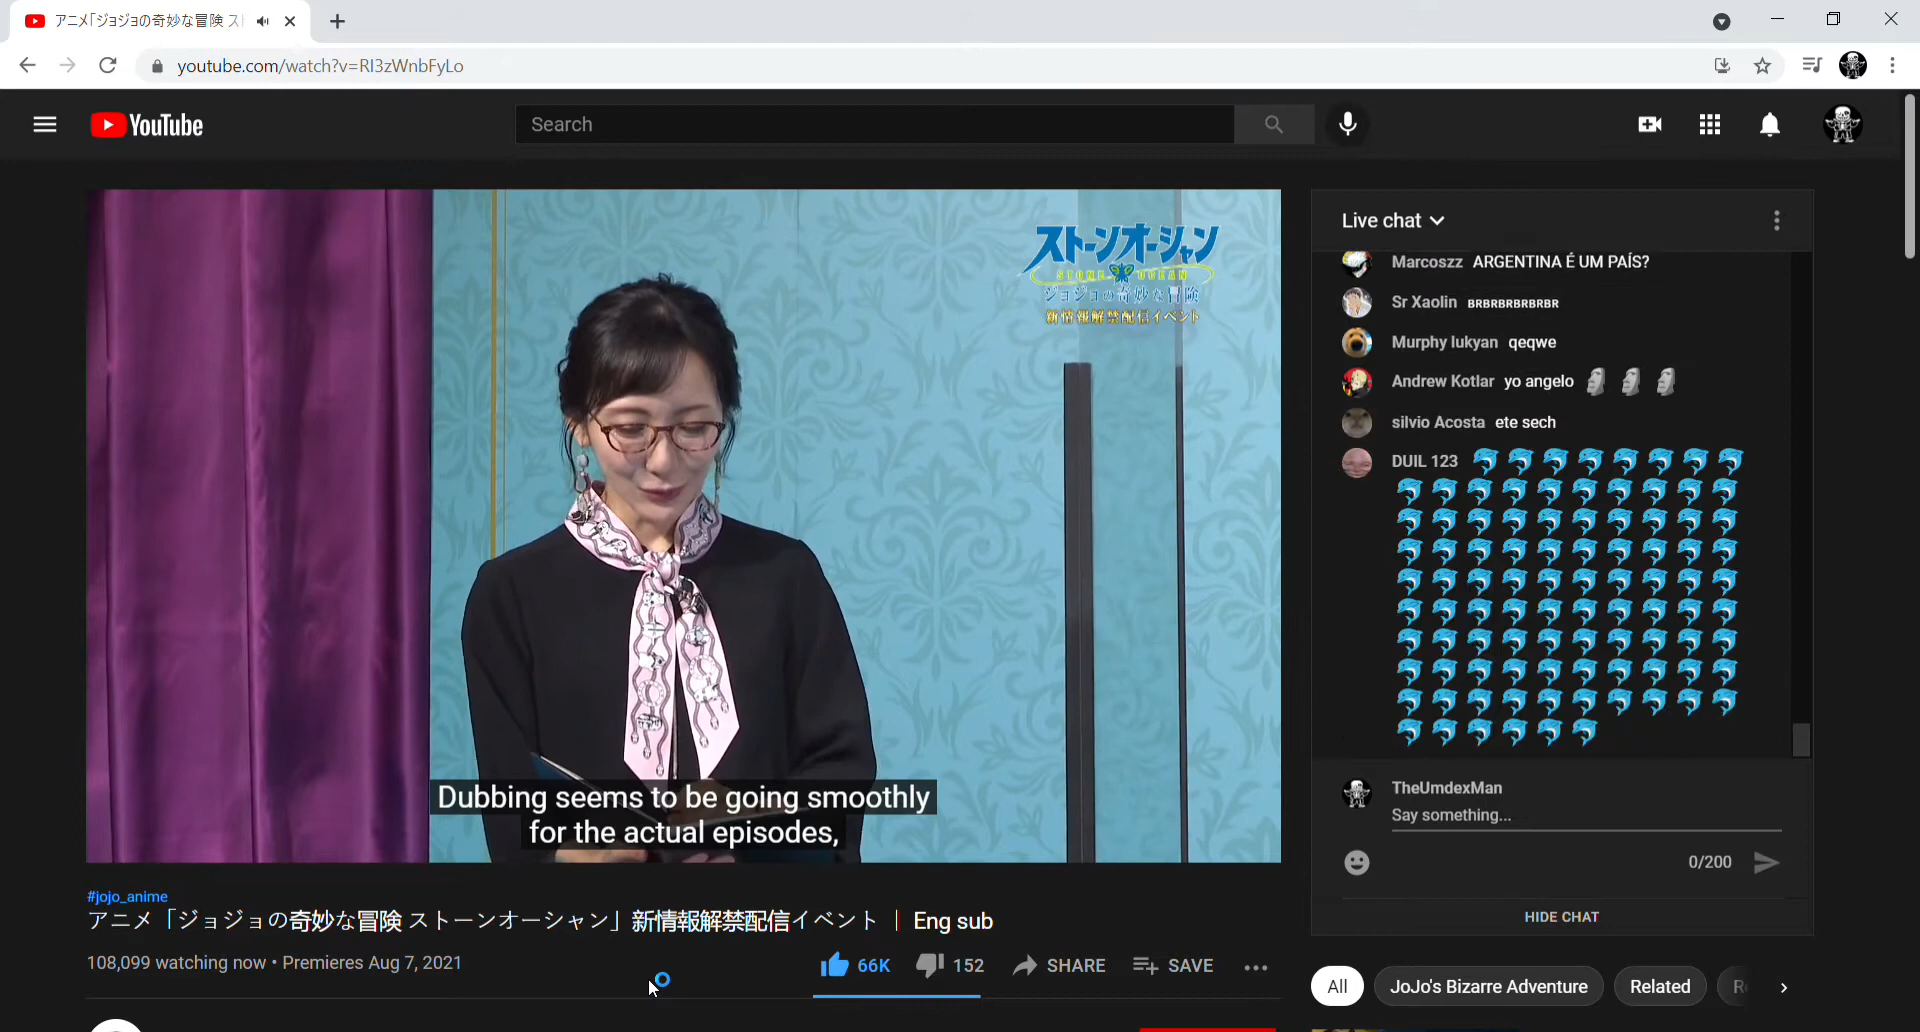 アニメ「ジョジョの奇妙な冒険 ス
youtube.com/watch?v=RI3zWnbFyLo
YouTube
Search
ストーンオーシャン
STONE OCEAN
ジョジョの奇妙な冒険
新情報解禁配信イベント
Dubbing seems to be going smoothly
for the actual episodes,
#jojo_anime
アニメ「ジョジョの奇妙な冒険 ストーンオーシャン」新情報解禁配信イベント | Eng sub
108,099 watching now • Premieres Aug 7, 2021
66K 152 SHARE SAVE
Live chat
Marcoszz ARGENTINA É UM PAÍS?
Sr Xaolin BRBRBRBRBRBR
Murphy lukyan qeqwe
Andrew Kotlar yo angelo 🗿 🗿 🗿
silvio Acosta ete sech
DUIL 123
TheUmdexMan
Say something...
0/200
HIDE CHAT
All JoJo's Bizarre Adventure Related